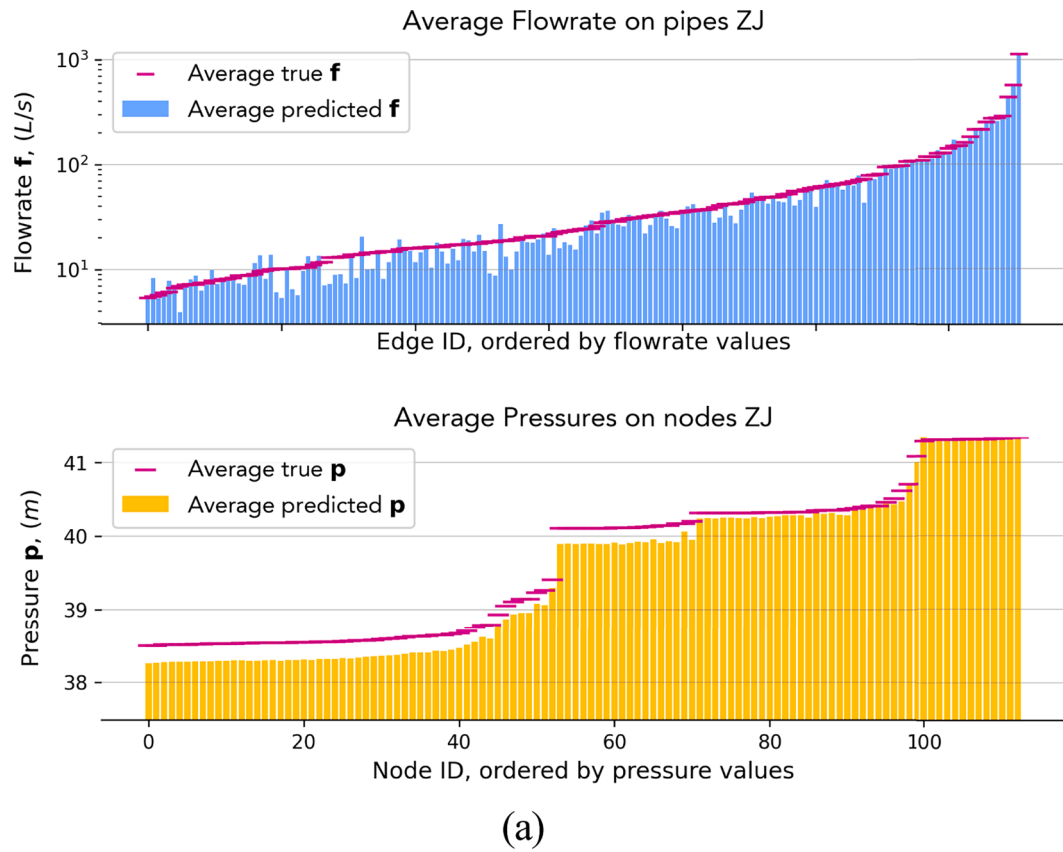 Average Flowrate on pipes ZJ
10³
Average true f
Average predicted f
10²
10¹
Flowrate f, (L/s)
Edge ID, ordered by flowrate values
Average Pressures on nodes ZJ
41
Average true p
Average predicted p
40
39
38
Pressure p, (m)
0 20 40 60 80 100
Node ID, ordered by pressure values
(a)